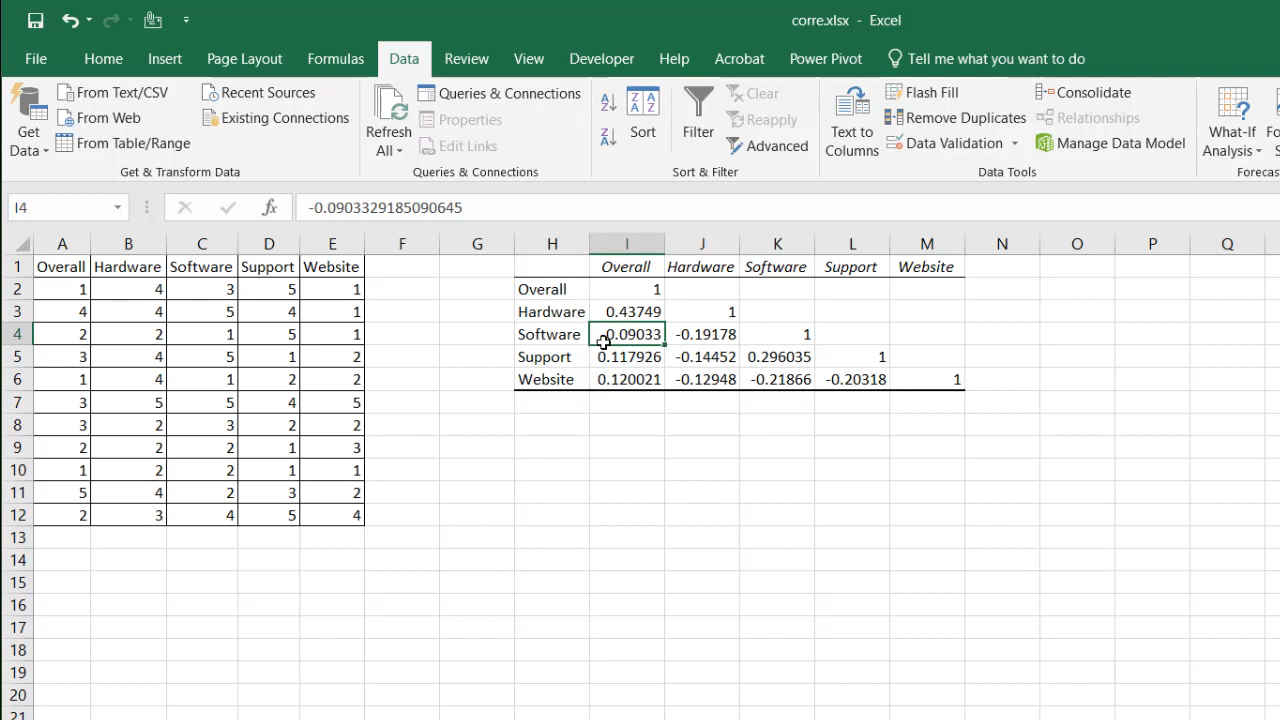 corre.xlsx - Excel
File Home Insert Page Layout Formulas Data Review View Developer Help Acrobat Power Pivot Tell me what you want to do
Get Data
From Text/CSV
From Web
From Table/Range
Recent Sources
Existing Connections
Get & Transform Data
Refresh All
Queries & Connections
Properties
Edit Links
Queries & Connections
Sort
Filter
Clear
Reapply
Advanced
Sort & Filter
Text to Columns
Flash Fill
Remove Duplicates
Data Validation
Consolidate
Relationships
Manage Data Model
Data Tools
What-If Analysis
I4 fx -0.0903329185090645
A B C D E F G H I J K L M N O P Q
1 Overall Hardware Software Support Website Overall Hardware Software Support Website
2 1 4 3 5 1 Overall 1
3 4 4 5 4 1 Hardware 0.43749 1
4 2 2 1 5 1 Software 0.09033 -0.19178 1
5 3 4 5 1 2 Support 0.117926 -0.14452 0.296035 1
6 1 4 1 2 2 Website 0.120021 -0.12948 -0.21866 -0.20318 1
7 3 5 5 4 5
8 3 2 3 2 2
9 2 2 2 1 3
10 1 2 2 1 1
11 5 4 2 3 2
12 2 3 4 5 4
13
14
15
16
17
18
19
20
21